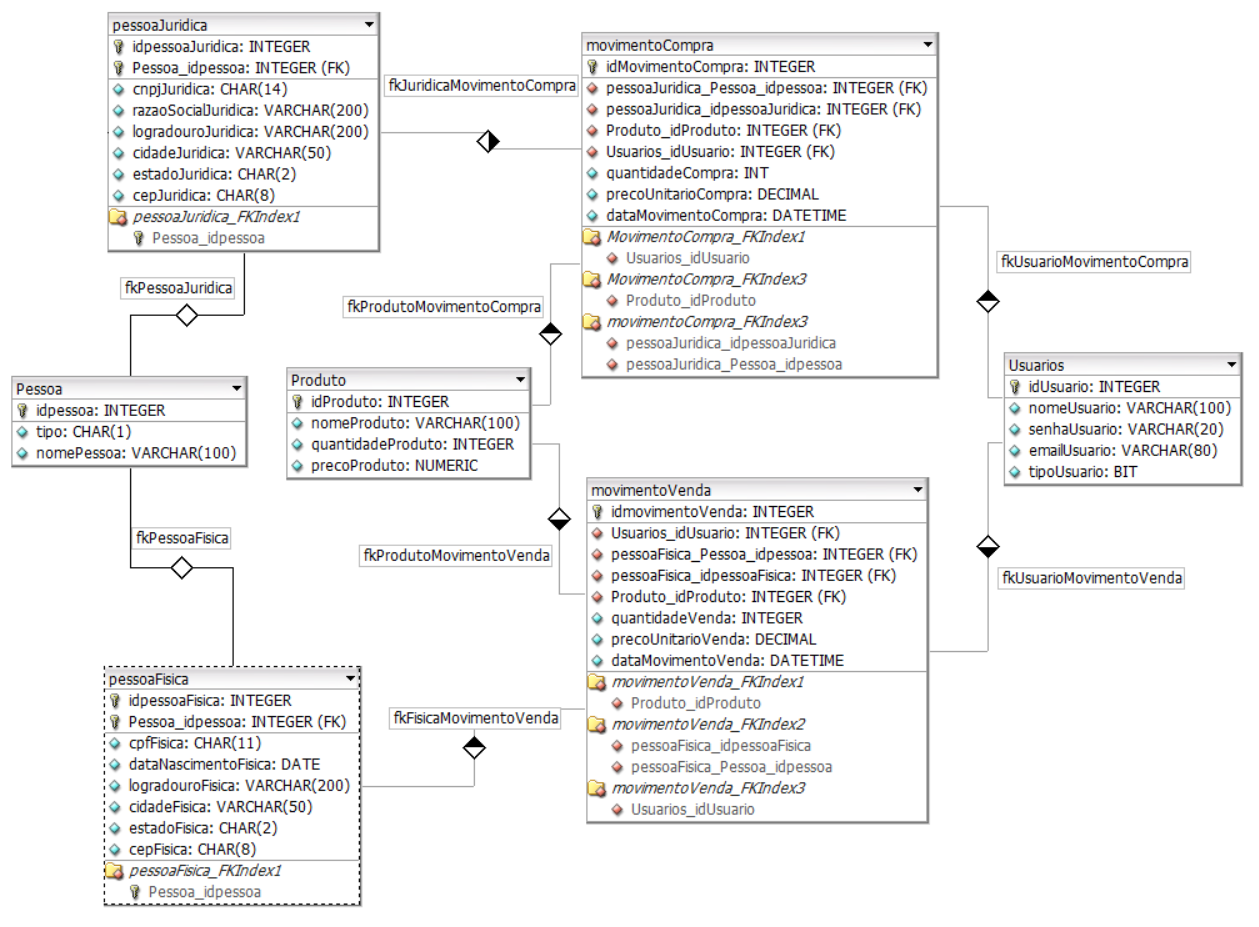 pessoaJuridica
idpessoaJuridica: INTEGER
Pessoa_idpessoa: INTEGER (FK)
cnpjJuridica: CHAR(14)
razaoSocialJuridica: VARCHAR(200)
logradouroJuridica: VARCHAR(200)
cidadeJuridica: VARCHAR(50)
estadoJuridica: CHAR(2)
cepJuridica: CHAR(8)
pessoaJuridica_FKIndex1
Pessoa_idpessoa
fkJuridicaMovimentoCompra
movimentoCompra
idMovimentoCompra: INTEGER
pessoaJuridica_Pessoa_idpessoa: INTEGER (FK)
pessoaJuridica_idpessoaJuridica: INTEGER (FK)
Produto_idProduto: INTEGER (FK)
Usuarios_idUsuario: INTEGER (FK)
quantidadeCompra: INT
precoUnitarioCompra: DECIMAL
dataMovimentoCompra: DATETIME
MovimentoCompra_FKIndex1
Usuarios_idUsuario
MovimentoCompra_FKIndex3
Produto_idProduto
movimentoCompra_FKIndex3
pessoaJuridica_idpessoaJuridica
pessoaJuridica_Pessoa_idpessoa
fkUsuarioMovimentoCompra
fkPessoaJuridica
fkProdutoMovimentoCompra
Pessoa
idpessoa: INTEGER
tipo: CHAR(1)
nomePessoa: VARCHAR(100)
Produto
idProduto: INTEGER
nomeProduto: VARCHAR(100)
quantidadeProduto: INTEGER
precoProduto: NUMERIC
Usuarios
idUsuario: INTEGER
nomeUsuario: VARCHAR(100)
senhaUsuario: VARCHAR(20)
emailUsuario: VARCHAR(80)
tipoUsuario: BIT
fkPessoaFisica
fkProdutoMovimentoVenda
movimentoVenda
idmovimentoVenda: INTEGER
Usuarios_idUsuario: INTEGER (FK)
pessoaFisica_Pessoa_idpessoa: INTEGER (FK)
pessoaFisica_idpessoaFisica: INTEGER (FK)
Produto_idProduto: INTEGER (FK)
quantidadeVenda: INTEGER
precoUnitarioVenda: DECIMAL
dataMovimentoVenda: DATETIME
movimentoVenda_FKIndex1
Produto_idProduto
movimentoVenda_FKIndex2
pessoaFisica_idpessoaFisica
pessoaFisica_Pessoa_idpessoa
movimentoVenda_FKIndex3
Usuarios_idUsuario
fkUsuarioMovimentoVenda
pessoaFisica
idpessoaFisica: INTEGER
Pessoa_idpessoa: INTEGER (FK)
cpfFisica: CHAR(11)
dataNascimentoFisica: DATE
logradouroFisica: VARCHAR(200)
cidadeFisica: VARCHAR(50)
estadoFisica: CHAR(2)
cepFisica: CHAR(8)
pessoaFisica_FKIndex1
Pessoa_idpessoa
fkFisicaMovimentoVenda